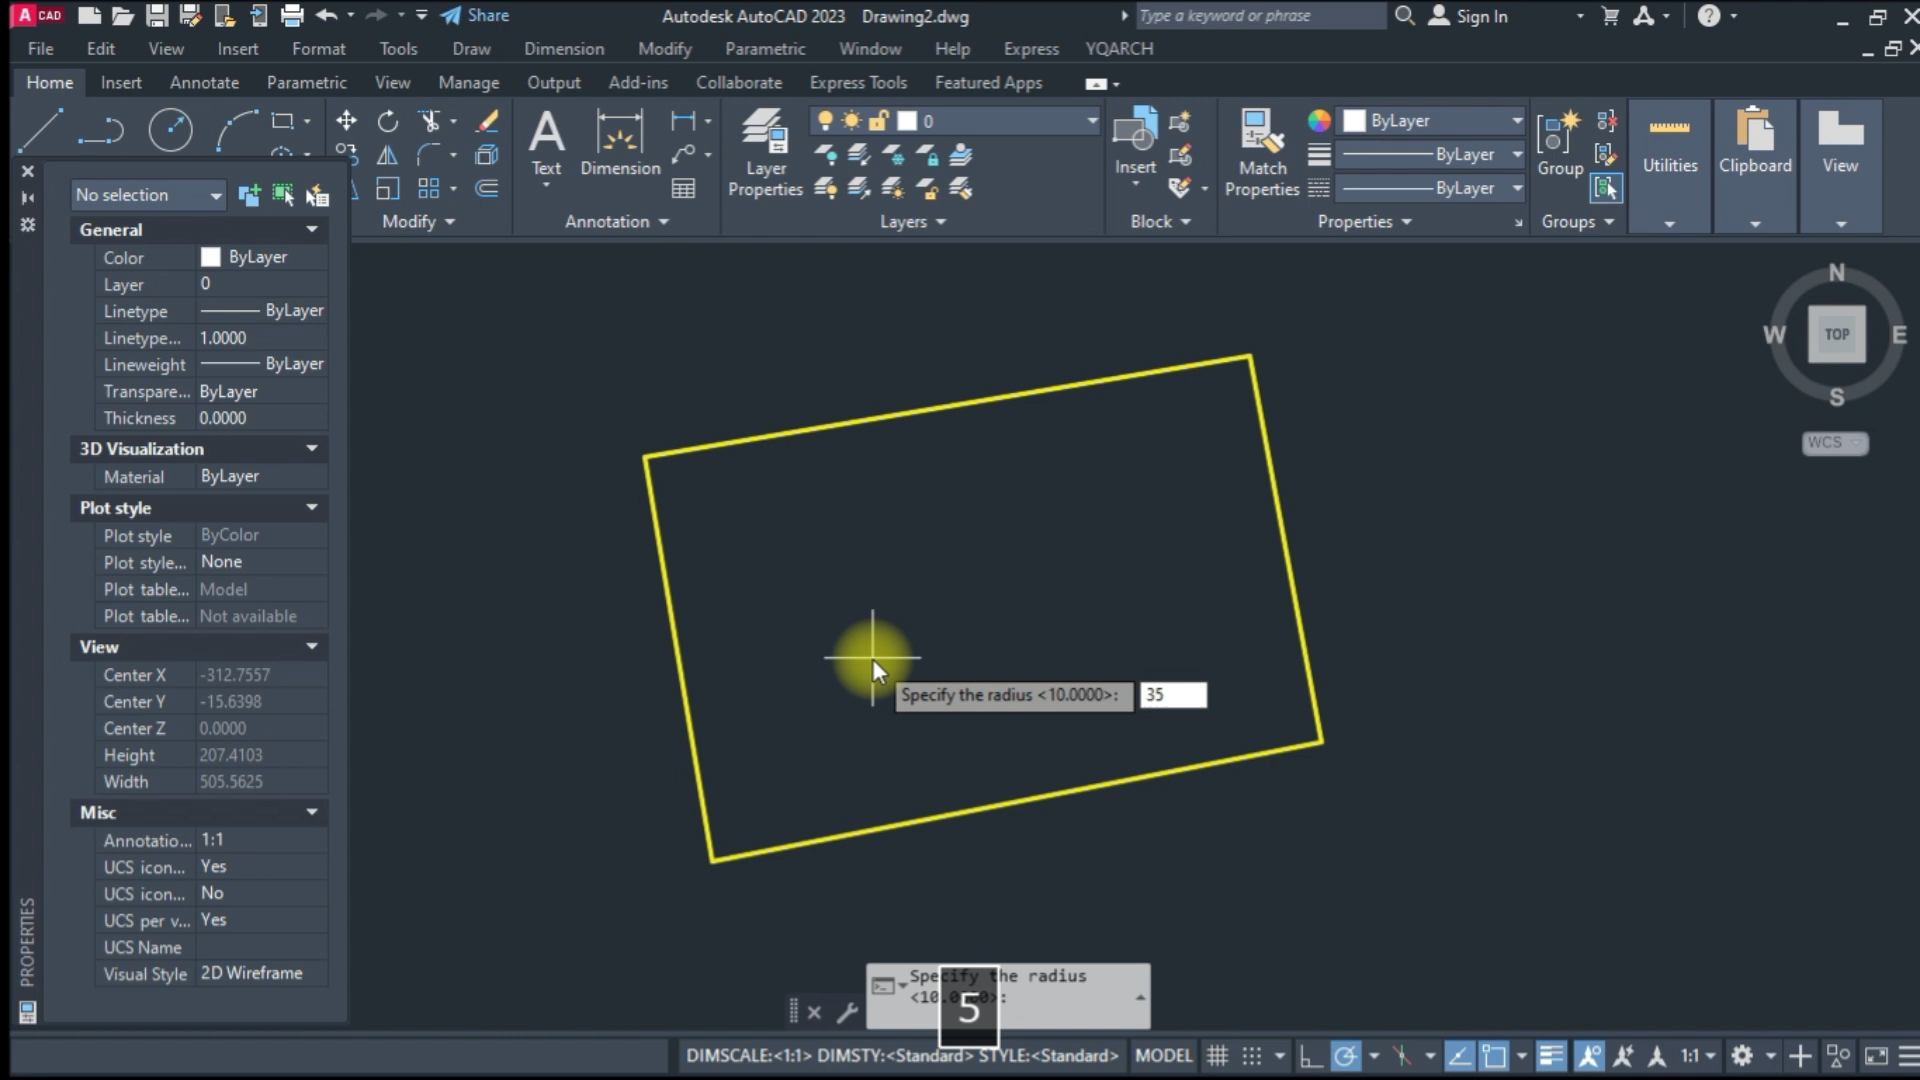 A CAD
Share
Autodesk AutoCAD 2023 Drawing2.dwg
Type a keyword or phrase
Sign In
File Edit View Insert Format Tools Draw Dimension Modify Parametric Window Help Express YQARCH
Home Insert Annotate Parametric View Manage Output Add-ins Collaborate Express Tools Featured Apps
Text
Dimension
Layer
Properties
0
Insert
Match
Properties
ByLayer
ByLayer
ByLayer
Group
Utilities
Clipboard
View
Modify
Annotation
Layers
Block
Properties
Groups
No selection
General
Color ByLayer
Layer 0
Linetype ByLayer
Linetype... 1.0000
Lineweight ByLayer
Transpare... ByLayer
Thickness 0.0000
3D Visualization
Material ByLayer
Plot style
Plot style ByColor
Plot style... None
Plot table... Model
Plot table... Not available
View
Center X -312.7557
Center Y -15.6398
Center Z 0.0000
Height 207.4103
Width 505.5625
Misc
Annotatio... 1:1
UCS icon... Yes
UCS icon... No
UCS per v... Yes
UCS Name
Visual Style 2D Wireframe
PROPERTIES
N
W TOP E
S
WCS
Specify the radius <10.0000>: 35
Specify the radius
<10.0000>:
5
DIMSCALE:<1:1> DIMSTY:<Standard> STYLE:<Standard> MODEL 1:1